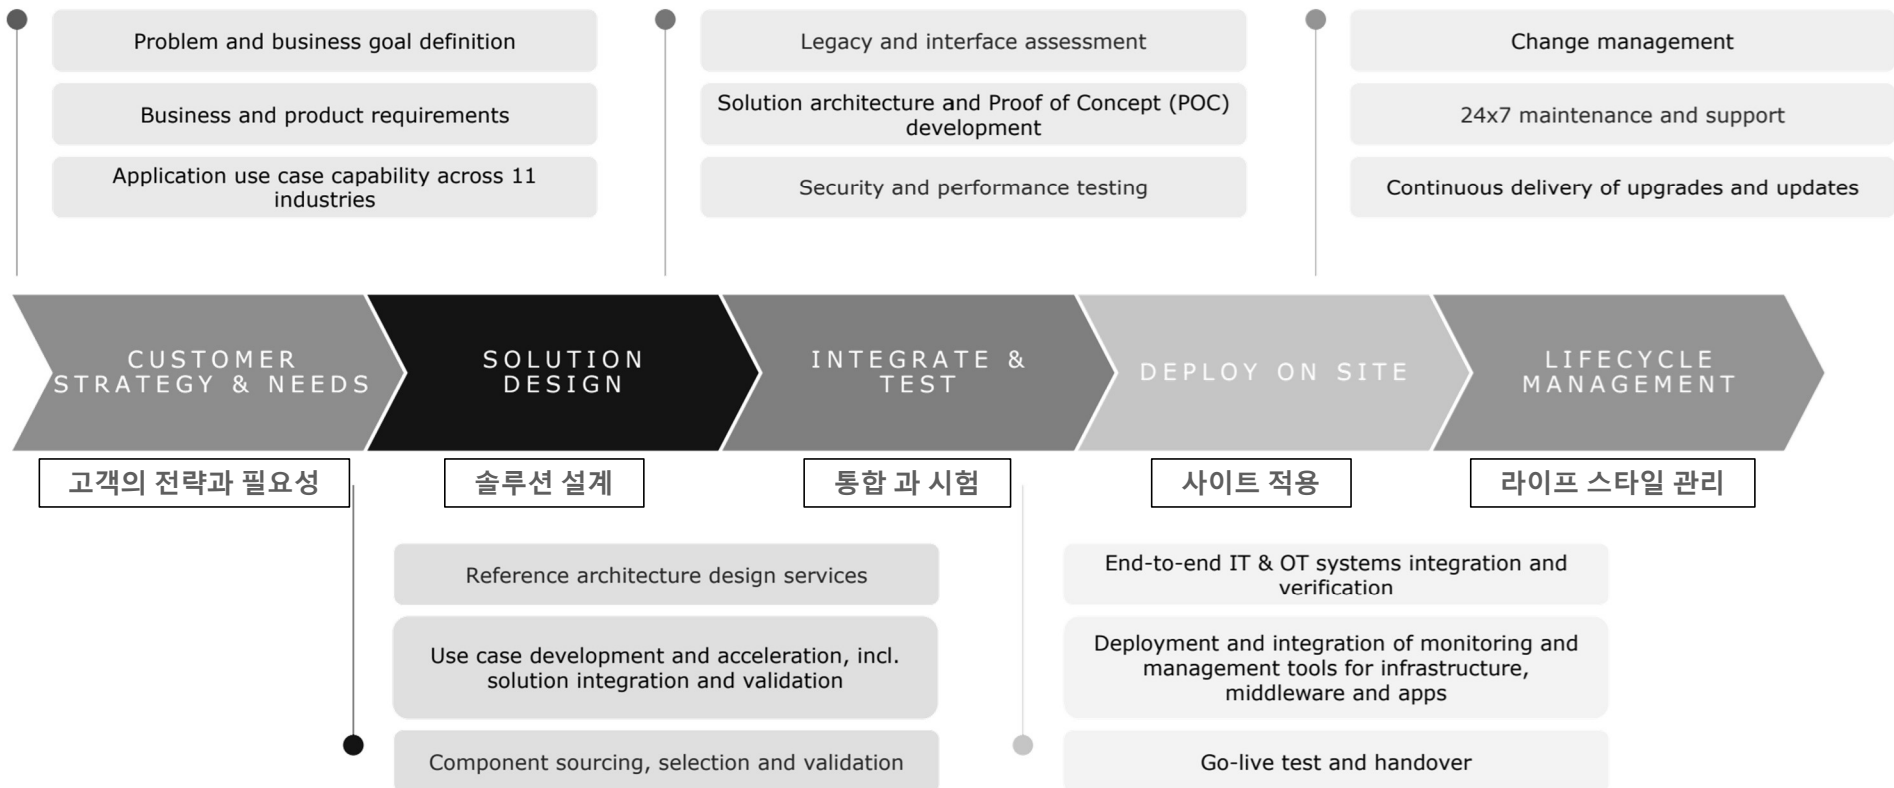 Problem and business goal definition
Business and product requirements
Application use case capability across 11
industries
Legacy and interface assessment
Solution architecture and Proof of Concept (POC)
development
Security and performance testing
Change management
24x7 maintenance and support
Continuous delivery of upgrades and updates
CUSTOMER
STRATEGY & NEEDS
SOLUTION
DESIGN
INTEGRATE &
TEST
DEPLOY ON SITE
LIFECYCLE
MANAGEMENT
고객의 전략과 필요성
솔루션 설계
통합 과 시험
사이트 적용
라이프 스타일 관리
Reference architecture design services
Use case development and acceleration, incl.
solution integration and validation
Component sourcing, selection and validation
End-to-end IT & OT systems integration and
verification
Deployment and integration of monitoring and
management tools for infrastructure,
middleware and apps
Go-live test and handover